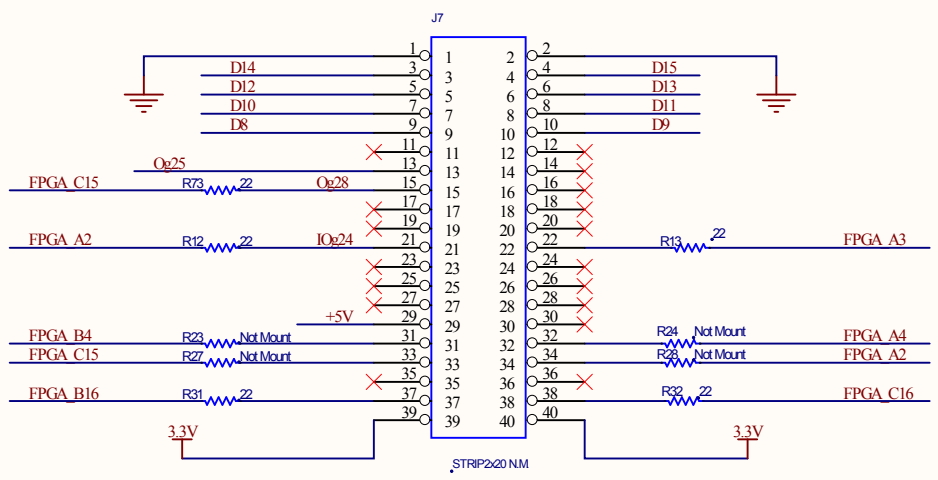 J7
1 1 2 2
D14 3 3 4 4 D15
D12 5 5 6 6 D13
D10 7 7 8 8 D11
D8 9 9 10 10 D9
11 11 12 12
Og25 13 13 14 14
FPGA_C15 R73 22 Og28 15 15 16 16
17 17 18 18
19 19 20 20
FPGA_A2 R12 22 IOg24 21 21 22 22 R13 22 FPGA_A3
23 23 24 24
25 25 26 26
27 27 28 28
+5V 29 29 30 30
FPGA_B4 R23 Not Mount 31 31 32 32 R24 Not Mount FPGA_A4
FPGA_C15 R27 Not Mount 33 33 34 34 R28 Not Mount FPGA_A2
35 35 36 36
FPGA_B16 R31 22 37 37 38 38 R32 22 FPGA_C16
39 39 40 40
3.3V 3.3V
STRIP2x20 N.M.